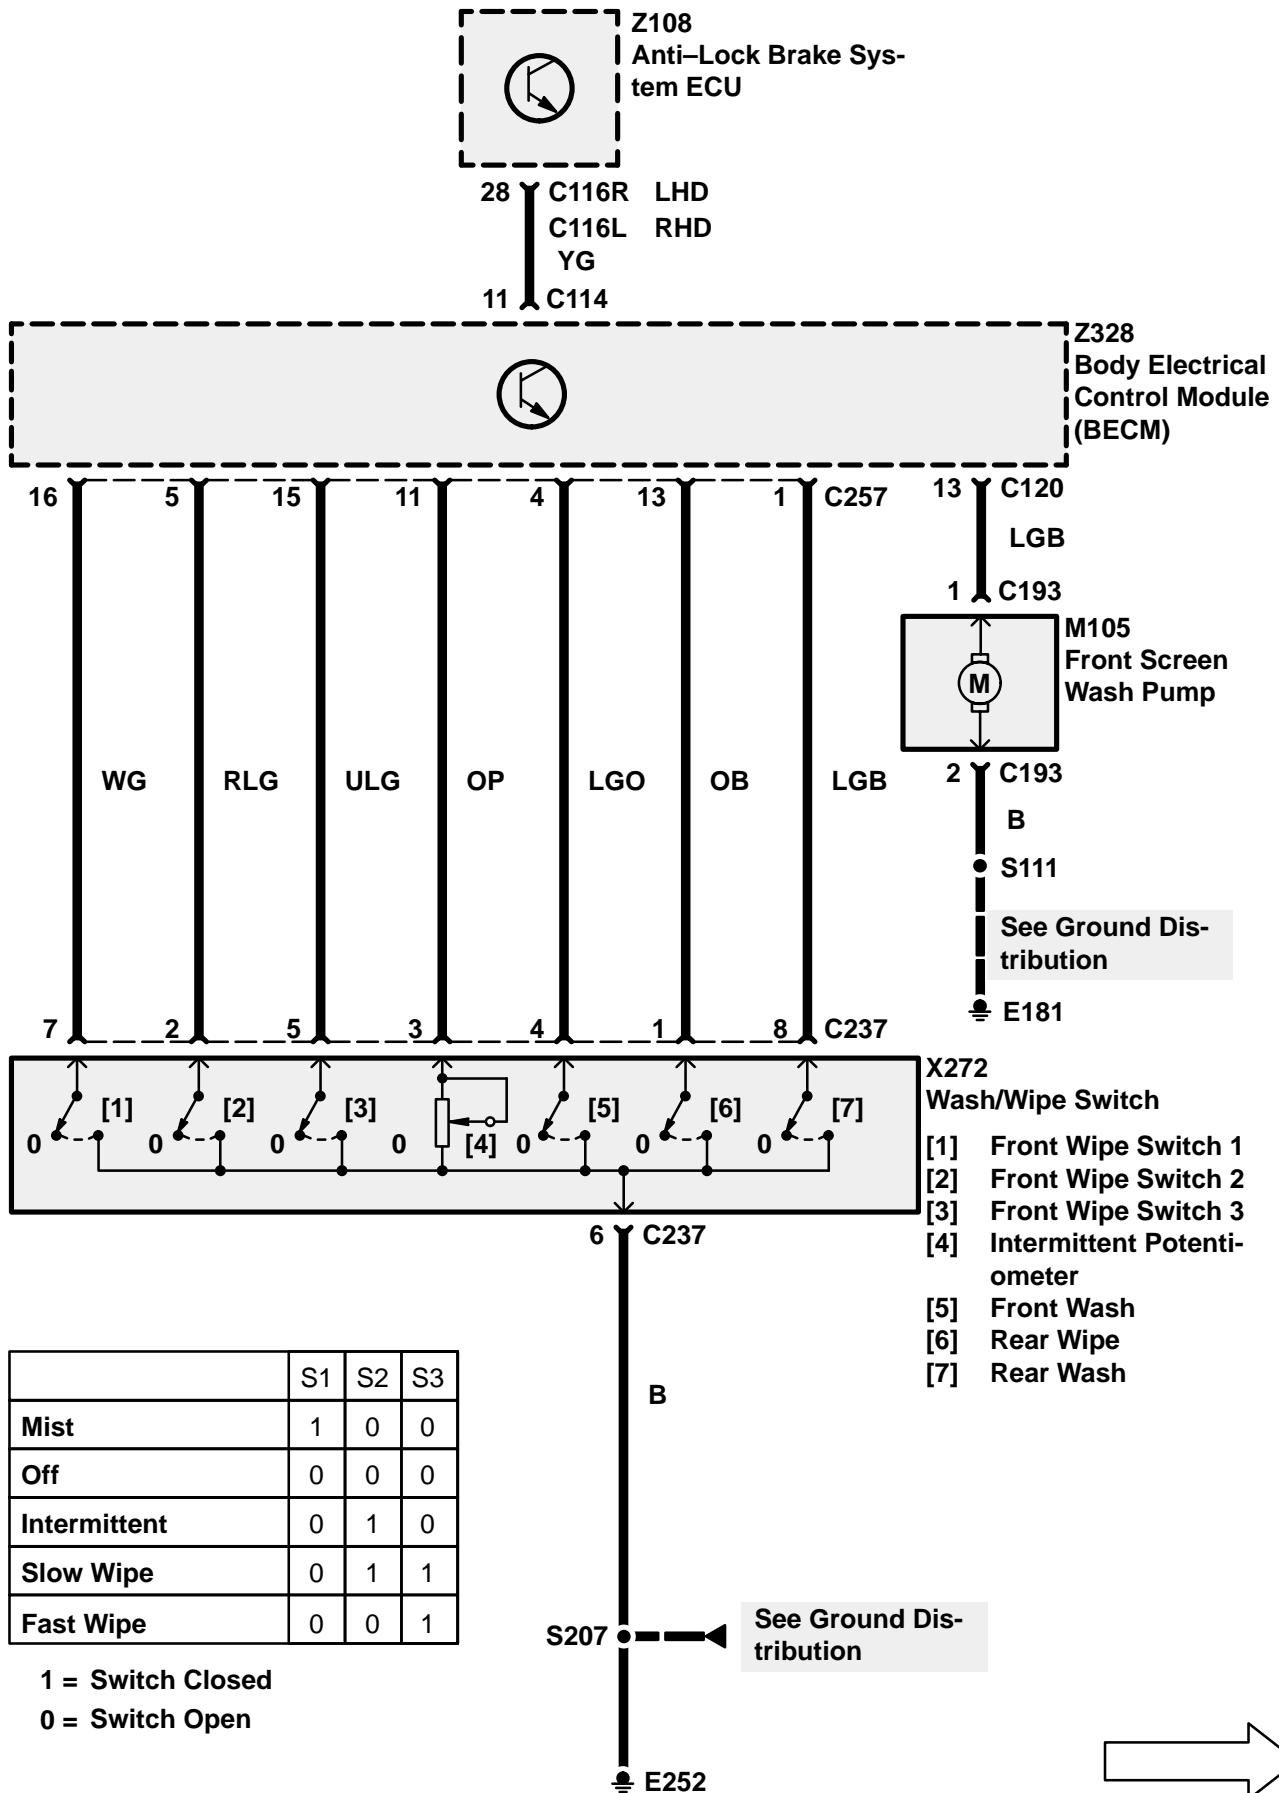 Z108
Anti–Lock Brake Sys-
tem ECU
28 C116R LHD
C116L RHD
YG
11 C114
Z328
Body Electrical
Control Module
(BECM)
16 5 15 11 4 13 1 C257 13 C120
LGB
1 C193
M105
Front Screen
Wash Pump
M
WG RLG ULG OP LGO OB LGB
2 C193
B
S111
See Ground Dis-
tribution
E181
7 2 5 3 4 1 8 C237
X272
Wash/Wipe Switch
[1] [2] [3] [4] [5] [6] [7]
0 0 0 0 0 0 0
[1] Front Wipe Switch 1
[2] Front Wipe Switch 2
[3] Front Wipe Switch 3
[4] Intermittent Potenti-
ometer
[5] Front Wash
[6] Rear Wipe
[7] Rear Wash
6 C237
B
S1 S2 S3
Mist 1 0 0
Off 0 0 0
Intermittent 0 1 0
Slow Wipe 0 1 1
Fast Wipe 0 0 1
1 = Switch Closed
0 = Switch Open
S207
See Ground Dis-
tribution
E252